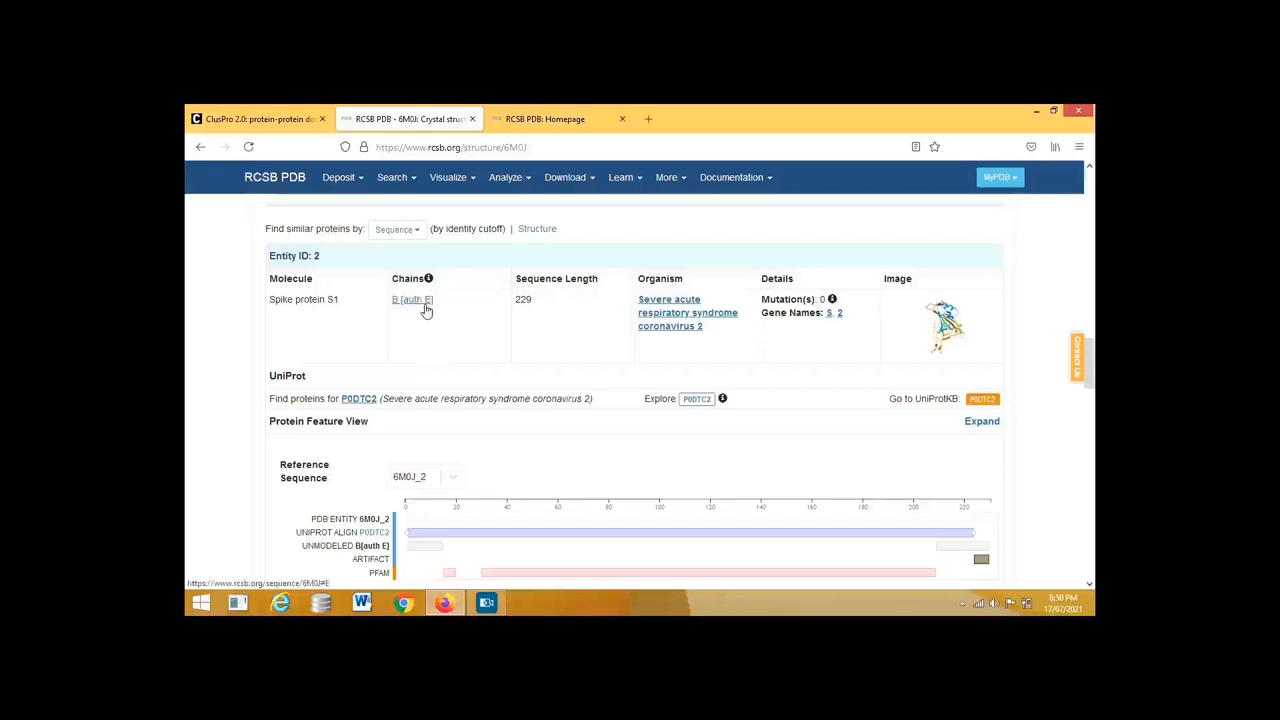 ClusPro 2.0: protein-protein do
RCSB PDB - 6M0J: Crystal struc
RCSB PDB: Homepage
https://www.rcsb.org/structure/6M0J
RCSB PDB Deposit Search Visualize Analyze Download Learn More Documentation MyPDB
Find similar proteins by: Sequence (by identity cutoff) | Structure
Entity ID: 2
Molecule Chains Sequence Length Organism Details Image
Spike protein S1 B [auth E] 229 Severe acute respiratory syndrome coronavirus 2 Mutation(s): 0
Gene Names: S, 2
Contact Us
UniProt
Find proteins for P0DTC2 (Severe acute respiratory syndrome coronavirus 2) Explore P0DTC2 Go to UniProtKB: P0DTC2
Protein Feature View Expand
Reference
Sequence
6M0J_2
0 20 40 60 80 100 120 140 160 180 200 220
PDB ENTITY 6M0J_2
UNIPROT ALIGN P0DTC2
UNMODELED B[auth E]
ARTIFACT
PFAM
https://www.rcsb.org/sequence/6M0J#E
8:50 PM
17/07/2021